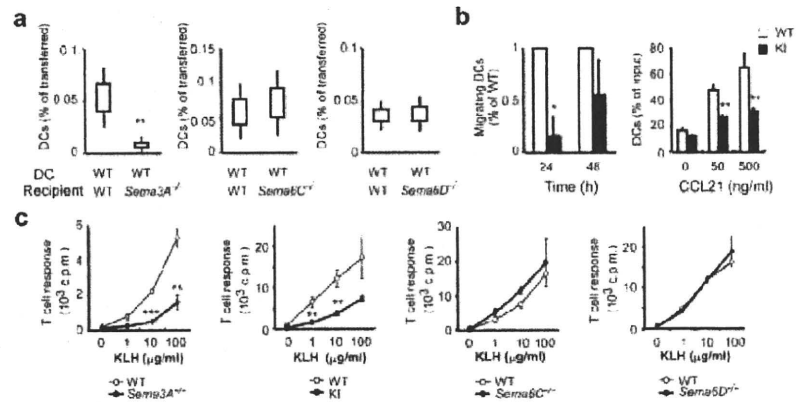 a
DCs (% of transferred)
0.1
0.05
0
**
DC WT WT
Recipient WT Sema3A-/-
DCs (% of transferred)
0.15
0.1
0.05
0
WT WT
WT Sema6C-/-
DCs (% of transferred)
0.1
0.05
0
WT WT
WT Sema6D-/-
b
Migrating DCs
(% of WT)
1
0.5
0
*
24 48
Time (h)
WT
KI
DCs (% of input)
80
60
40
20
0
** **
0 50 500
CCL21 (ng/ml)
c
T cell response
(10³ c.p.m.)
5
4
2
0
*** **
0 1 10 100
KLH (µg/ml)
WT
Sema3A-/-
T cell response
(10³ c.p.m.)
20
10
0
** **
0 1 10 100
KLH (µg/ml)
WT
KI
T cell response
(10³ c.p.m.)
30
20
10
0
0 1 10 100
KLH (µg/ml)
WT
Sema6C-/-
T cell response
(10³ c.p.m.)
20
10
0
0 1 10 100
KLH (µg/ml)
WT
Sema6D-/-